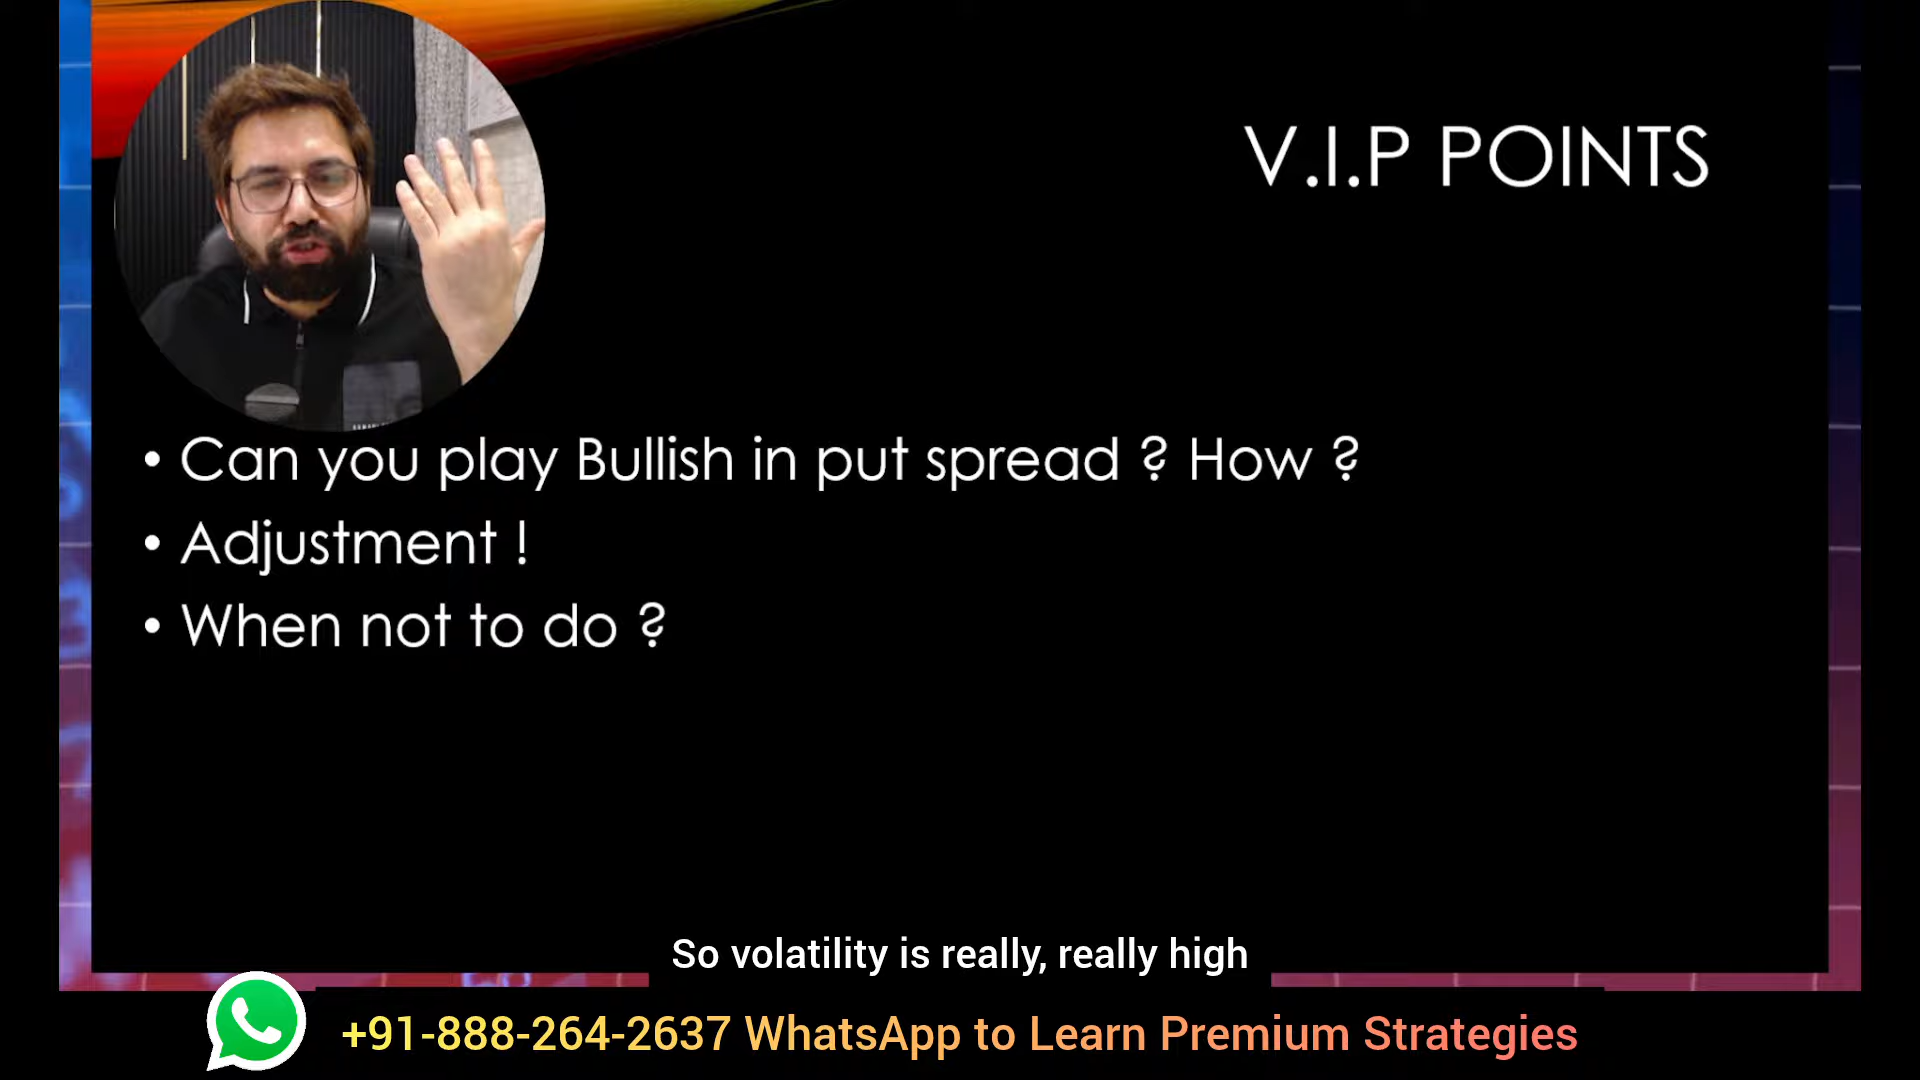 V.I.P POINTS
• Can you play Bullish in put spread ? How ?
• Adjustment !
• When not to do ?
So volatility is really, really high
+91-888-264-2637 WhatsApp to Learn Premium Strategies